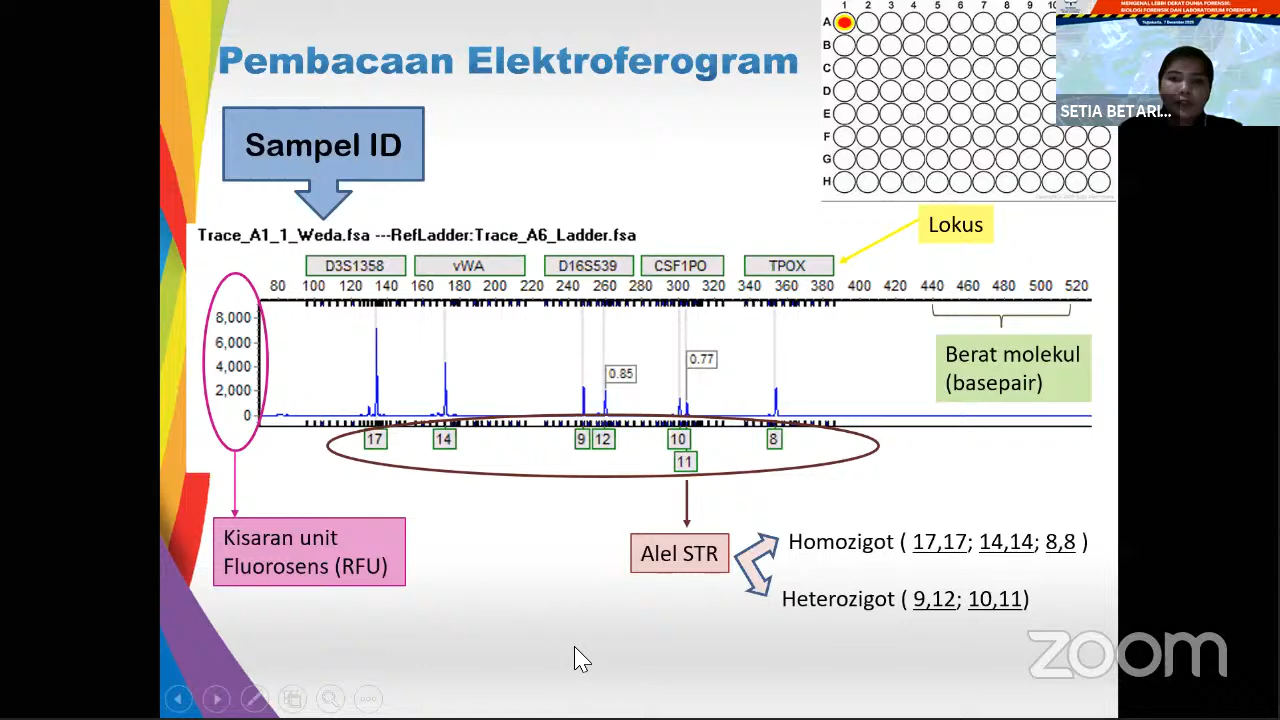 Pembacaan Elektroferogram
Sampel ID
1 2 3 4 5 6 7 8 9 10
A
B
C
D
E
F
G
H
MENGENAL LEBIH DEKAT DUNIA FORENSIK:
BIOLOGI FORENSIK DAN LABORATORIUM FORENSIK RI
Yogyakarta, 7 Desember 2020
SETIA BETARI...
Lokus
Trace_A1_1_Weda.fsa ---RefLadder:Trace_A6_Ladder.fsa
D3S1358 vWA D16S539 CSF1PO TPOX
80 100 120 140 160 180 200 220 240 260 280 300 320 340 360 380 400 420 440 460 480 500 520
8,000
6,000
4,000
2,000
0
0.85
0.77
Berat molekul
(basepair)
17 14 9 12 10 8
11
Kisaran unit
Fluorosens (RFU)
Alel STR
Homozigot ( 17,17; 14,14; 8,8 )
Heterozigot ( 9,12; 10,11)
zoom